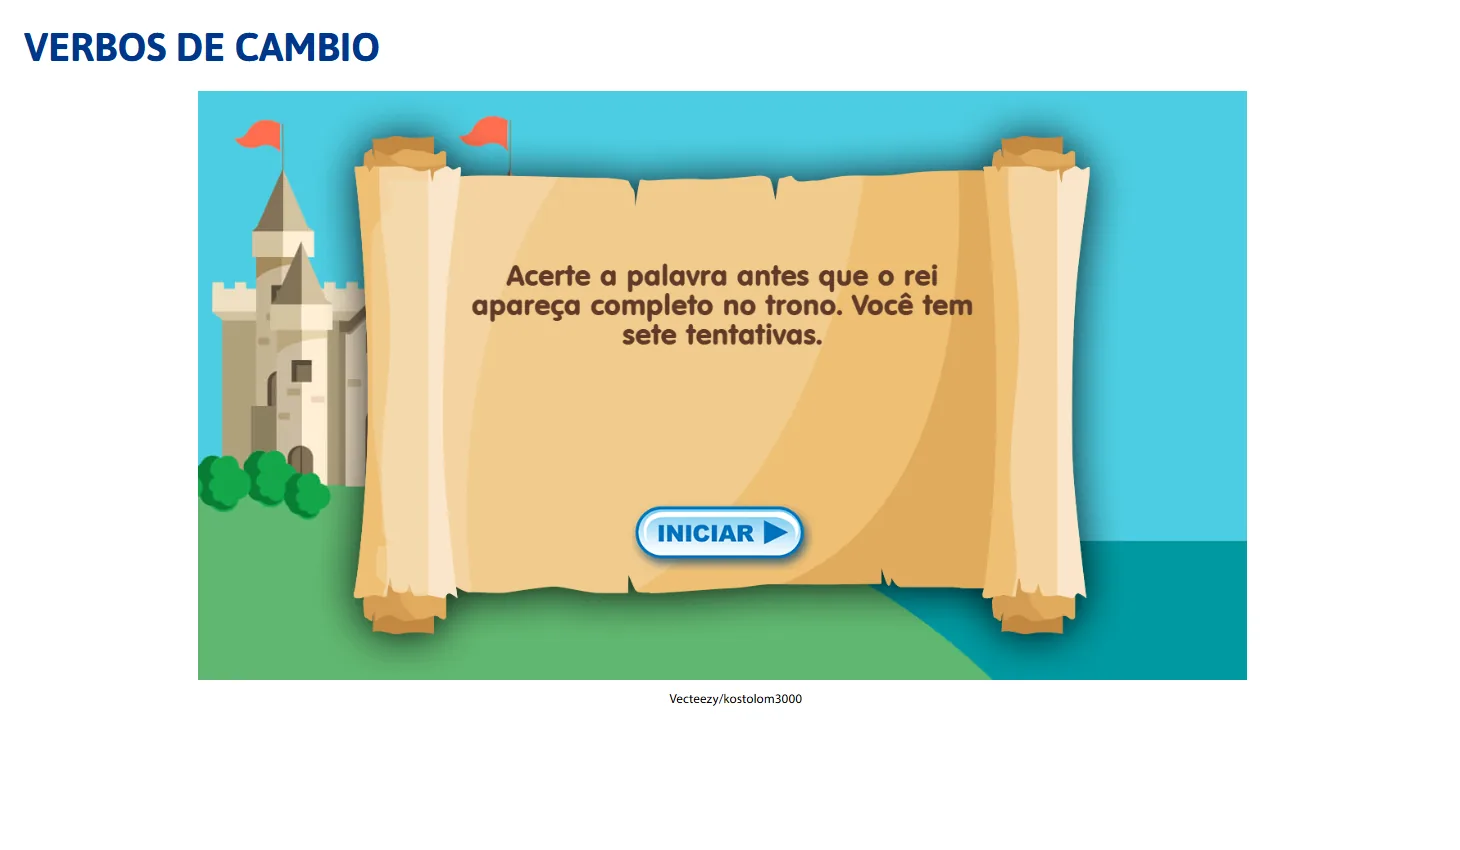 VERBOS DE CAMBIO
Acerte a palavra antes que o rei
apareça completo no trono. Você tem
sete tentativas.
INICIAR
Vecteezy/kostolom3000